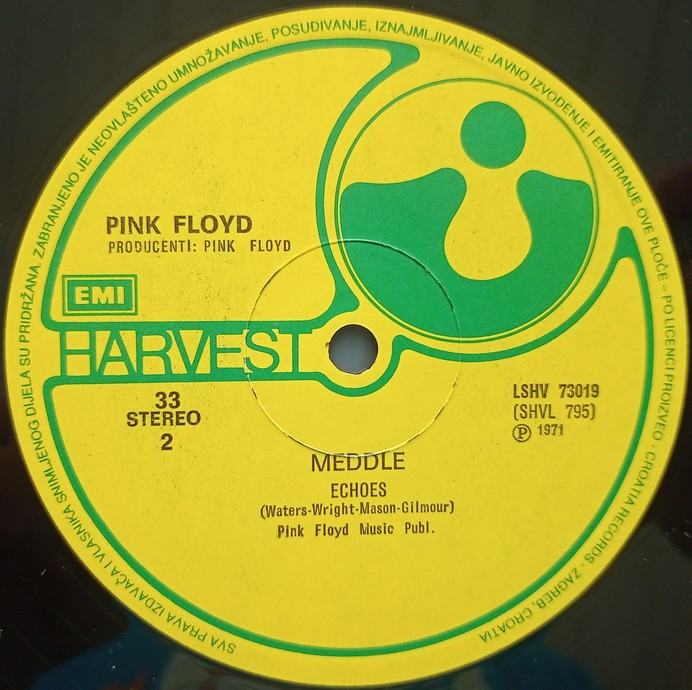 SVA PRAVA IZDAVAČA I VLASNIKA SNIMLJENOG DIJELA SU PRIDRŽANA. ZABRANJENO JE NEOVLAŠTENO UMNOŽAVANJE, POSUĐIVANJE, IZNAJMLJIVANJE, JAVNO IZVOĐENJE I EMITIRANJE OVE PLOČE – PO LICENCI PROIZVEO · CROATIA RECORDS - ZAGREB, CROATIA
PINK FLOYD
PRODUCENTI: PINK FLOYD
EMI
HARVEST
33
STEREO
2
LSHV 73019
(SHVL 795)
Ⓟ 1971
MEDDLE
ECHOES
(Waters-Wright-Mason-Gilmour)
Pink Floyd Music Publ.